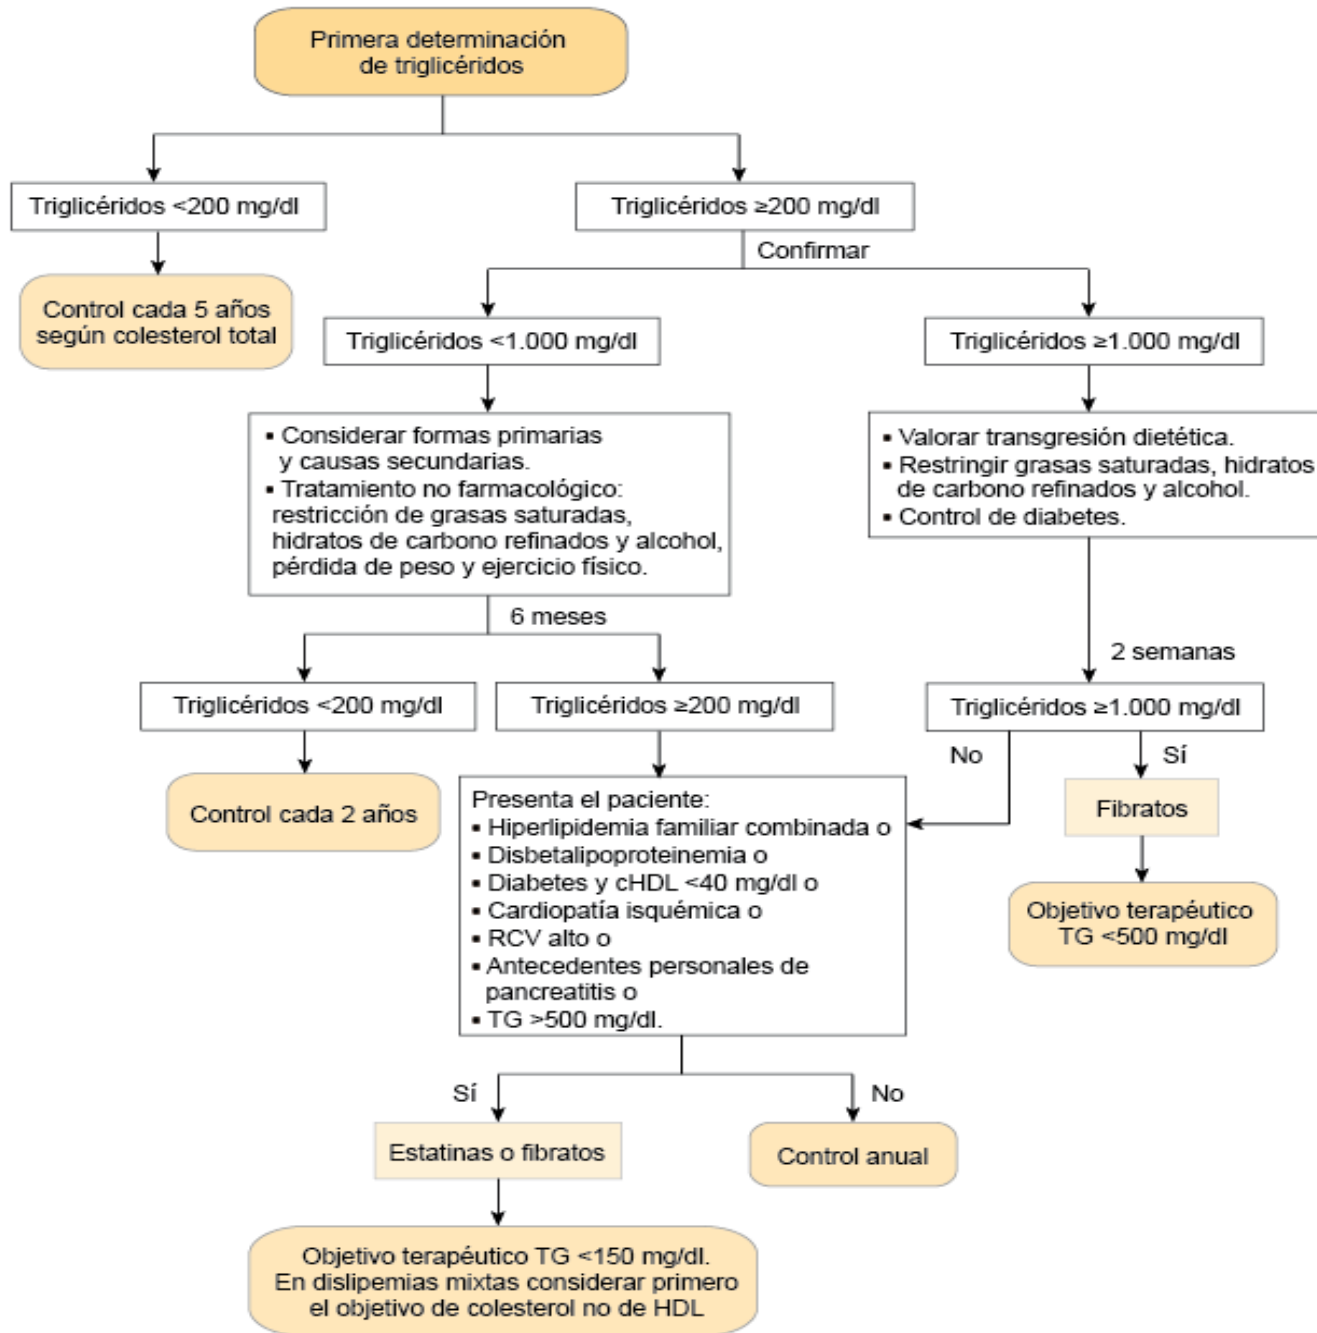 Primera determinación
de triglicéridos
Triglicéridos <200 mg/dl
Triglicéridos ≥200 mg/dl
Confirmar
Control cada 5 años
según colesterol total
Triglicéridos <1.000 mg/dl
Triglicéridos ≥1.000 mg/dl
▪ Considerar formas primarias
y causas secundarias.
▪ Tratamiento no farmacológico:
restricción de grasas saturadas,
hidratos de carbono refinados y alcohol,
pérdida de peso y ejercicio físico.
▪ Valorar transgresión dietética.
▪ Restringir grasas saturadas, hidratos
de carbono refinados y alcohol.
▪ Control de diabetes.
6 meses
2 semanas
Triglicéridos <200 mg/dl
Triglicéridos ≥200 mg/dl
Triglicéridos ≥1.000 mg/dl
No
Sí
Control cada 2 años
Presenta el paciente:
▪ Hiperlipidemia familiar combinada o
▪ Disbetalipoproteinemia o
▪ Diabetes y cHDL <40 mg/dl o
▪ Cardiopatía isquémica o
▪ RCV alto o
▪ Antecedentes personales de
pancreatitis o
▪ TG >500 mg/dl.
Fibratos
Objetivo terapéutico
TG <500 mg/dl
Sí
No
Estatinas o fibratos
Control anual
Objetivo terapéutico TG <150 mg/dl.
En dislipemias mixtas considerar primero
el objetivo de colesterol no de HDL